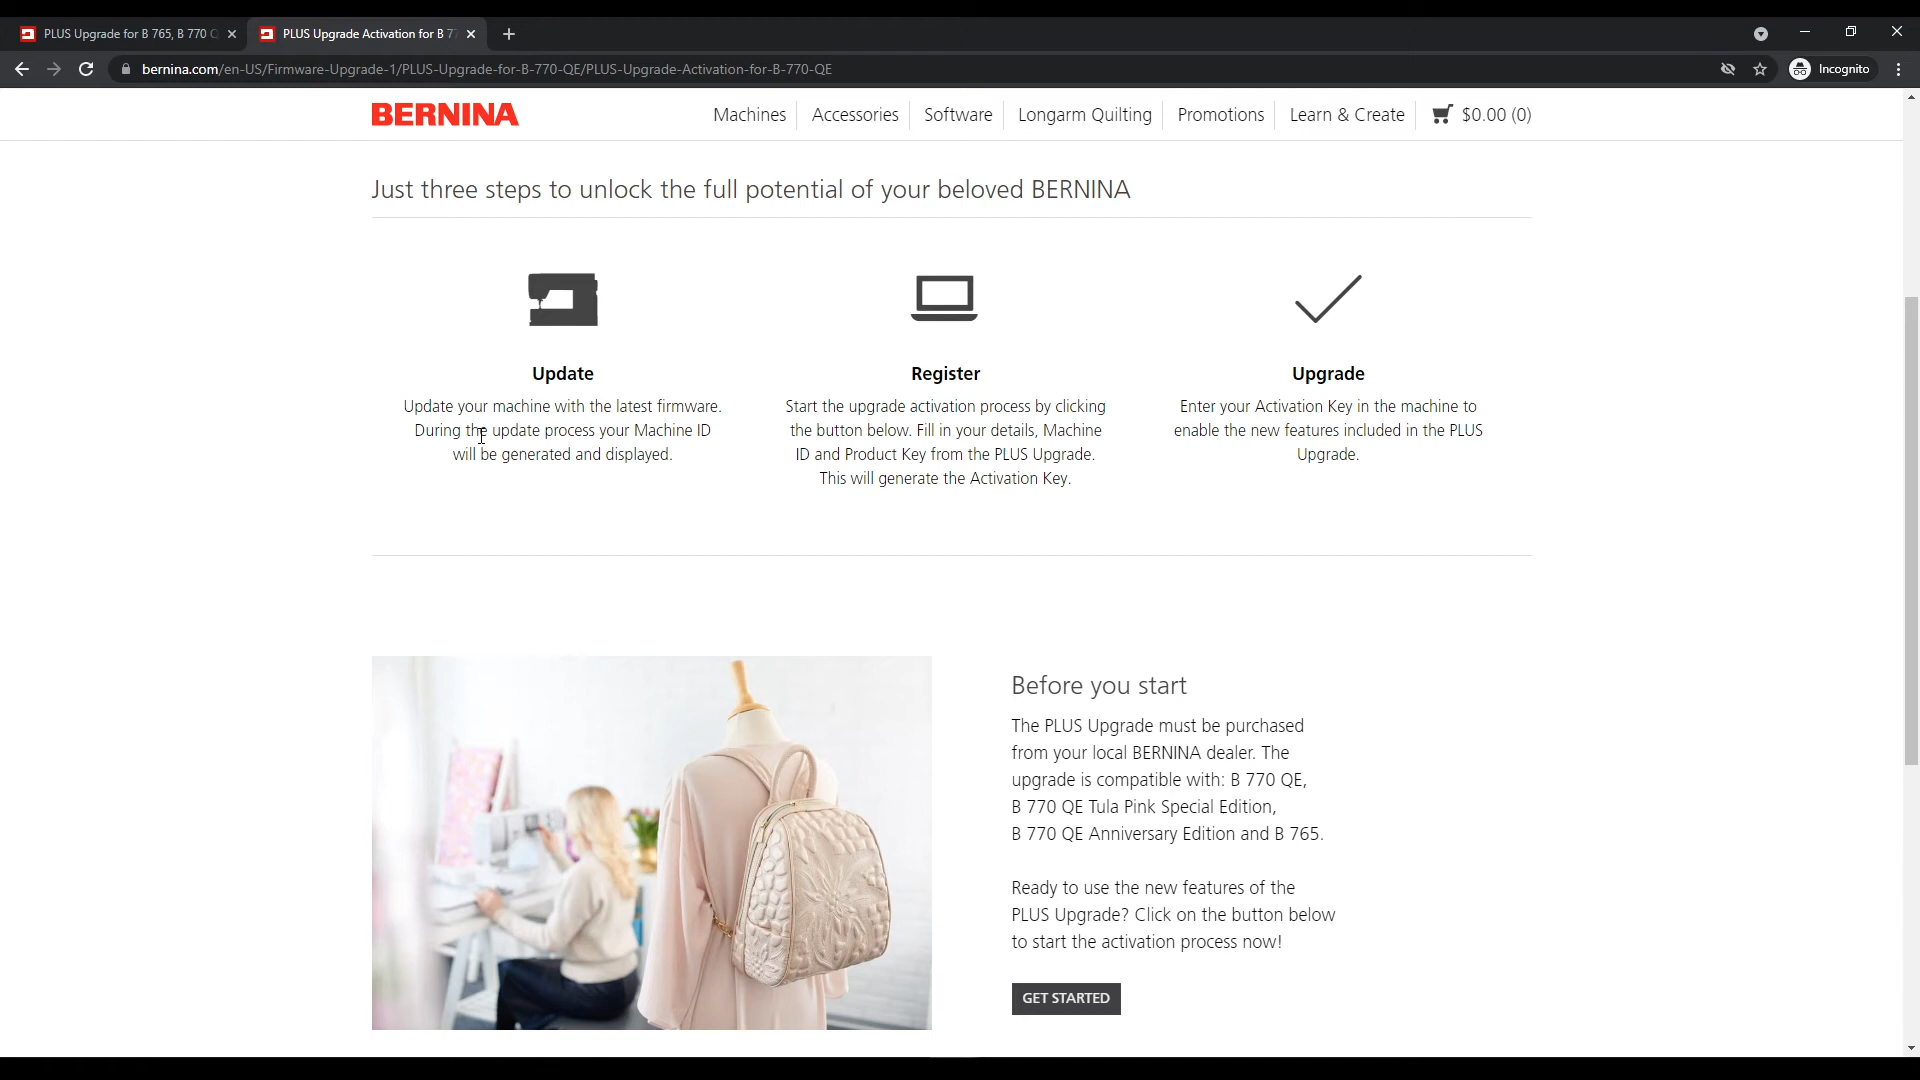 PLUS Upgrade for B 765, B 770 Q
PLUS Upgrade Activation for B 77
bernina.com/en-US/Firmware-Upgrade-1/PLUS-Upgrade-for-B-770-QE/PLUS-Upgrade-Activation-for-B-770-QE
Incognito
BERNINA
Machines
Accessories
Software
Longarm Quilting
Promotions
Learn & Create
$0.00 (0)
Just three steps to unlock the full potential of your beloved BERNINA
Update
Update your machine with the latest firmware.
During the update process your Machine ID
will be generated and displayed.
Register
Start the upgrade activation process by clicking
the button below. Fill in your details, Machine
ID and Product Key from the PLUS Upgrade.
This will generate the Activation Key.
Upgrade
Enter your Activation Key in the machine to
enable the new features included in the PLUS
Upgrade.
Before you start
The PLUS Upgrade must be purchased
from your local BERNINA dealer. The
upgrade is compatible with: B 770 QE,
B 770 QE Tula Pink Special Edition,
B 770 QE Anniversary Edition and B 765.
Ready to use the new features of the
PLUS Upgrade? Click on the button below
to start the activation process now!
GET STARTED